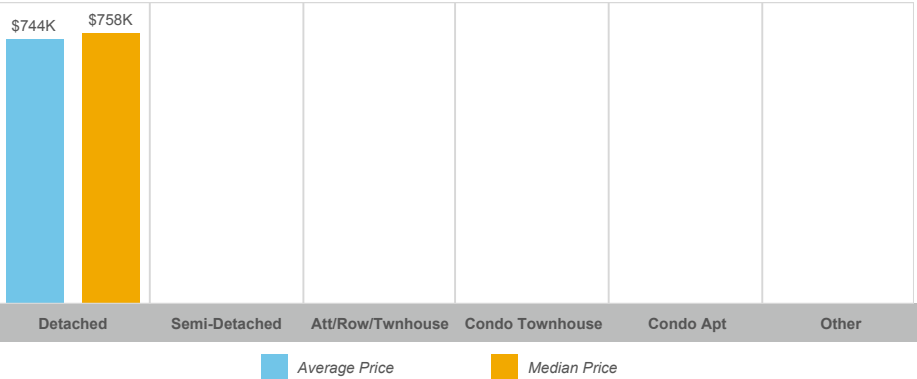 $744K
$758K
Detached Semi-Detached Att/Row/Twnhouse Condo Townhouse Condo Apt Other
Average Price Median Price